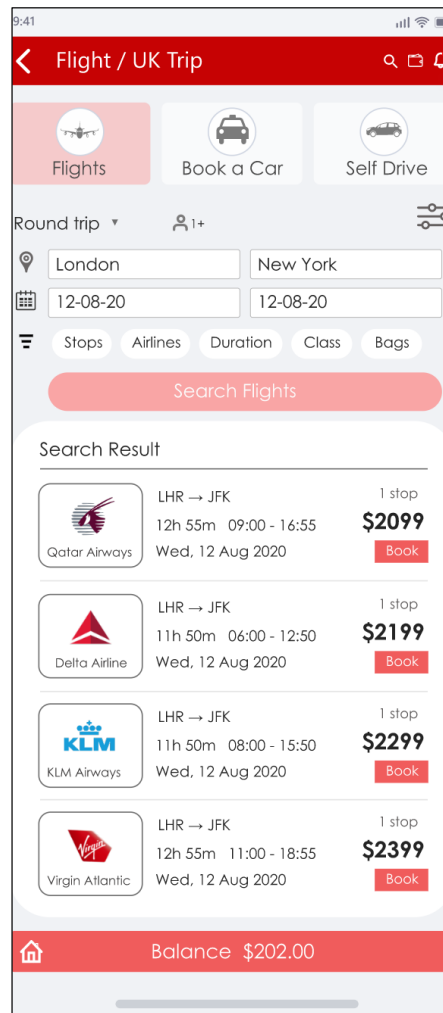 9:41
Flight / UK Trip
Flights
Book a Car
Self Drive
Round trip
1+
London
New York
12-08-20
12-08-20
Stops
Airlines
Duration
Class
Bags
Search Flights
Search Result
LHR → JFK
1 stop
12h 55m 09:00 - 16:55
$2099
Qatar Airways
Wed, 12 Aug 2020
Book
LHR → JFK
1 stop
11h 50m 06:00 - 12:50
$2199
Delta Airline
Wed, 12 Aug 2020
Book
LHR → JFK
1 stop
KLM
11h 50m 08:00 - 15:50
$2299
KLM Airways
Wed, 12 Aug 2020
Book
LHR → JFK
1 stop
Virgin
12h 55m 11:00 - 18:55
$2399
Virgin Atlantic
Wed, 12 Aug 2020
Book
Balance $202.00